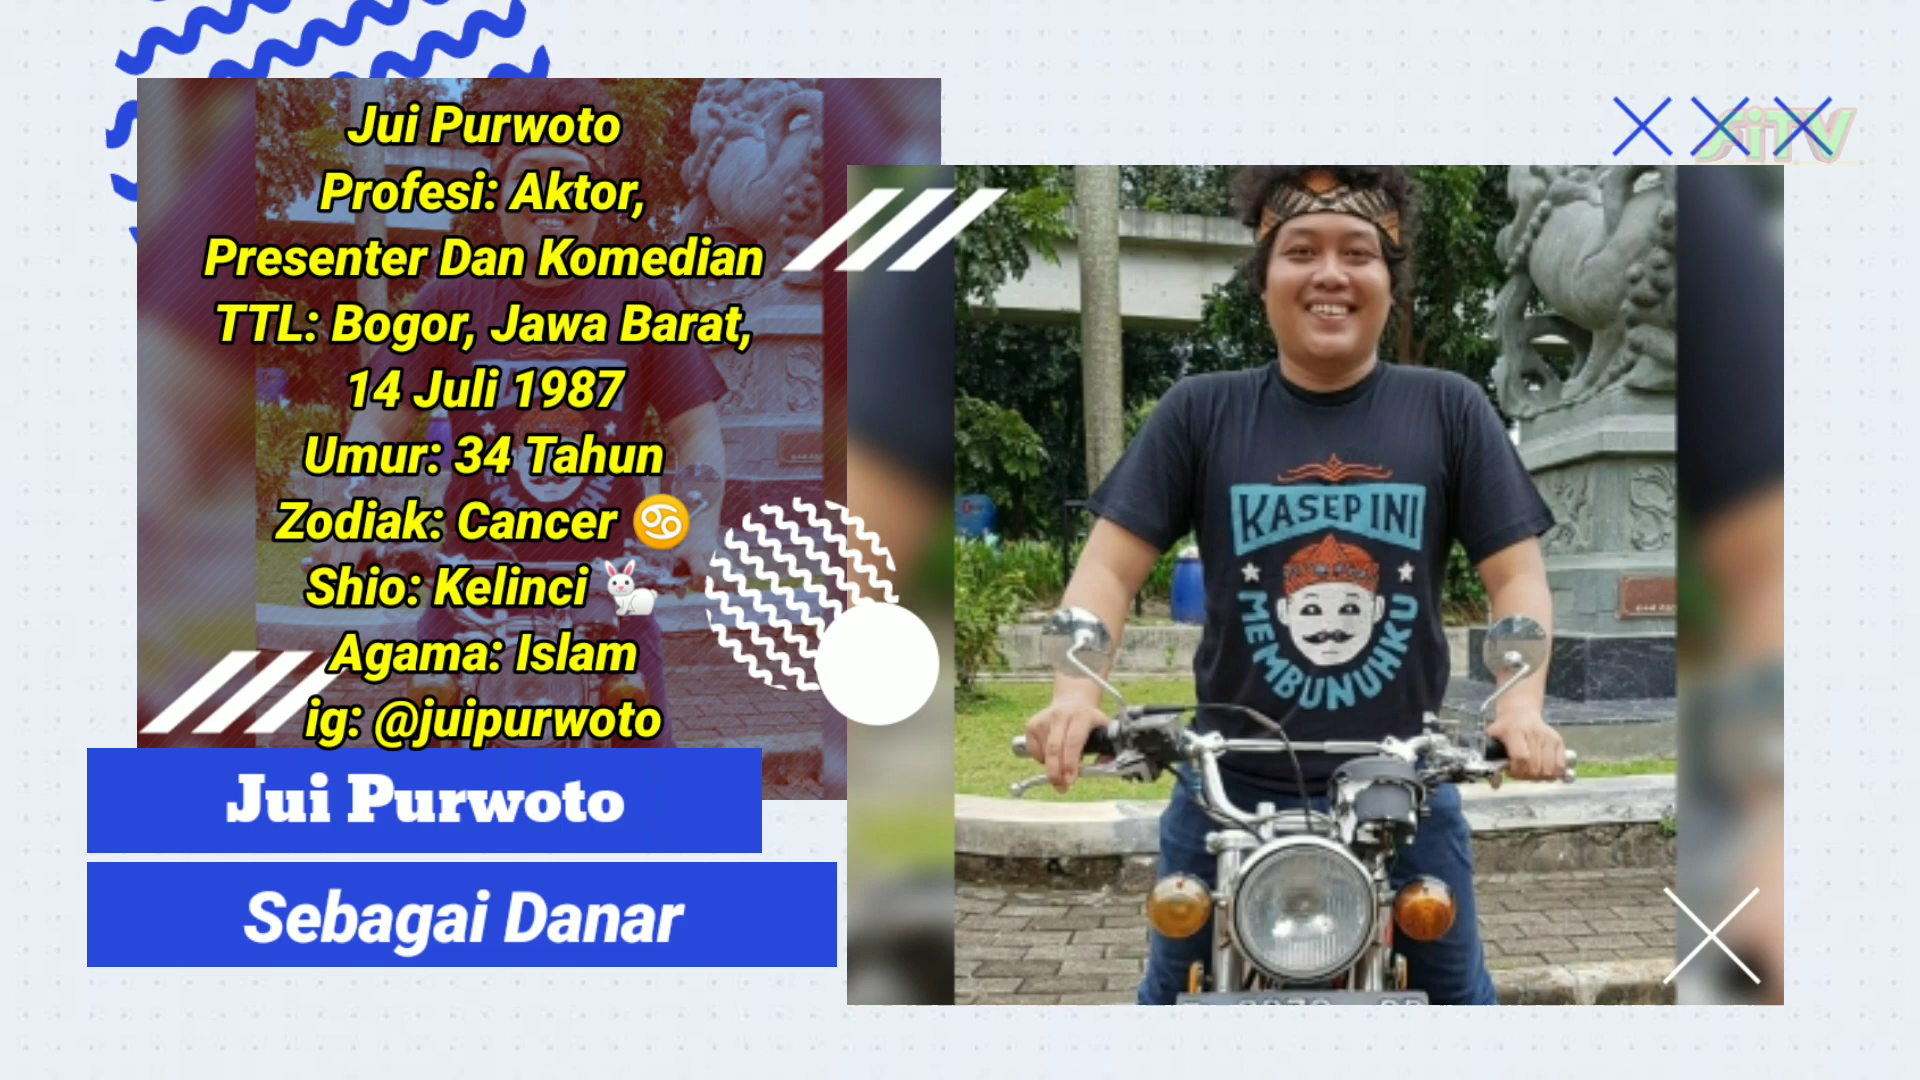 Jui Purwoto
Profesi: Aktor,
Presenter Dan Komedian
TTL: Bogor, Jawa Barat,
14 Juli 1987
Umur: 34 Tahun
Zodiak: Cancer ♋
Shio: Kelinci 🐇
Agama: Islam
ig: @juipurwoto
Jui Purwoto
Sebagai Danar
KASEP INI
MEMBUNUHKU